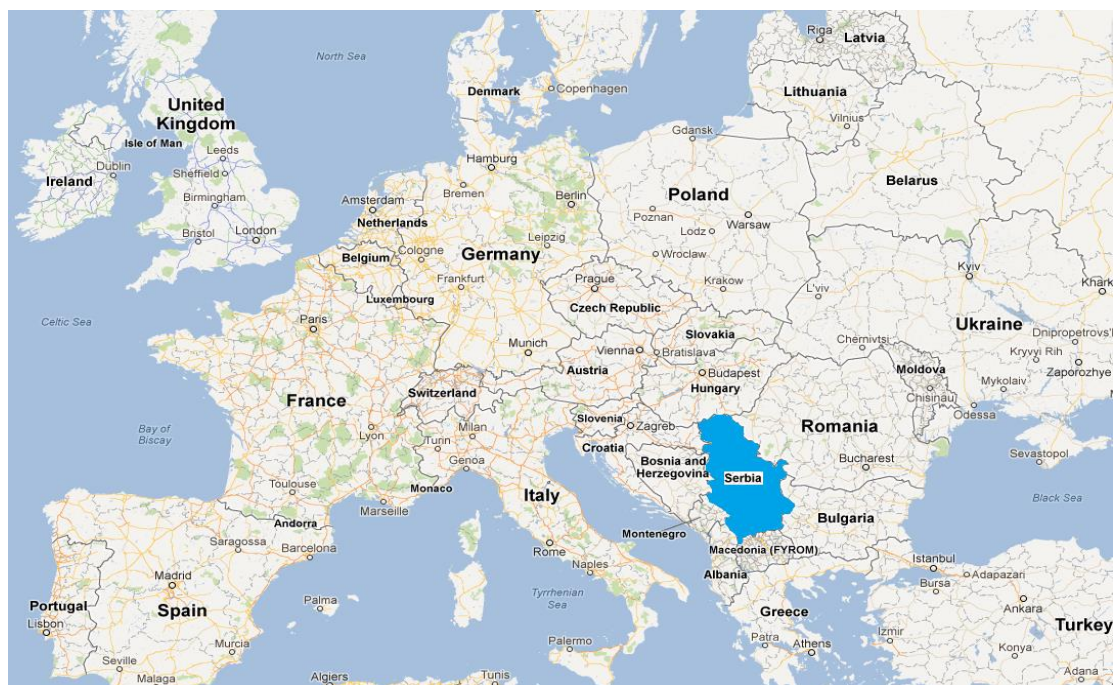 Riga
Latvia
North Sea
Denmark
Copenhagen
Lithuania
Vilnius
United
Kingdom
Isle of Man
Leeds
Gdansk
Hamburg
Dublin
Sheffield
Ireland
Bremen
Berlin
Poland
Belarus
Birmingham
Amsterdam
Netherlands
Poznan
Warsaw
Bristol
London
Lodz
Leipzig
Belgium
Cologne
Germany
Wroclaw
Kyiv
Frankfurt
Prague
Krakow
L'viv
Khark
Luxembourg
Czech Republic
Celtic Sea
Paris
Ukraine
Dnipropetrovs'l
Slovakia
Chernivtsi
Kryvyi Rih
Munich
Vienna
Bratislava
Zaporozhye
Austria
Budapest
Moldova
Hungary
Chisinau
Mykolaiv
Switzerland
France
Odessa
Slovenia
Zagreb
Romania
Bay of
Biscay
Lyon
Milan
Turin
Croatia
Genoa
Bosnia and
Herzegovina
Bucharest
Sevastopol
Serbia
Toulouse
Monaco
Italy
Black Sea
Marseille
Andorra
Bulgaria
Montenegro
Saragossa
Barcelona
Rome
Macedonia (FYROM)
Naples
Istanbul
Madrid
Albania
Adapazari
Bursa
Portugal
Spain
Palma
Tyrrhenian
Sea
Greece
Ankara
Lisbon
Turkey
Murcia
Palermo
Patra
Athens
Izmir
Konya
Seville
Malaga
Algiers
Tunis
Adana